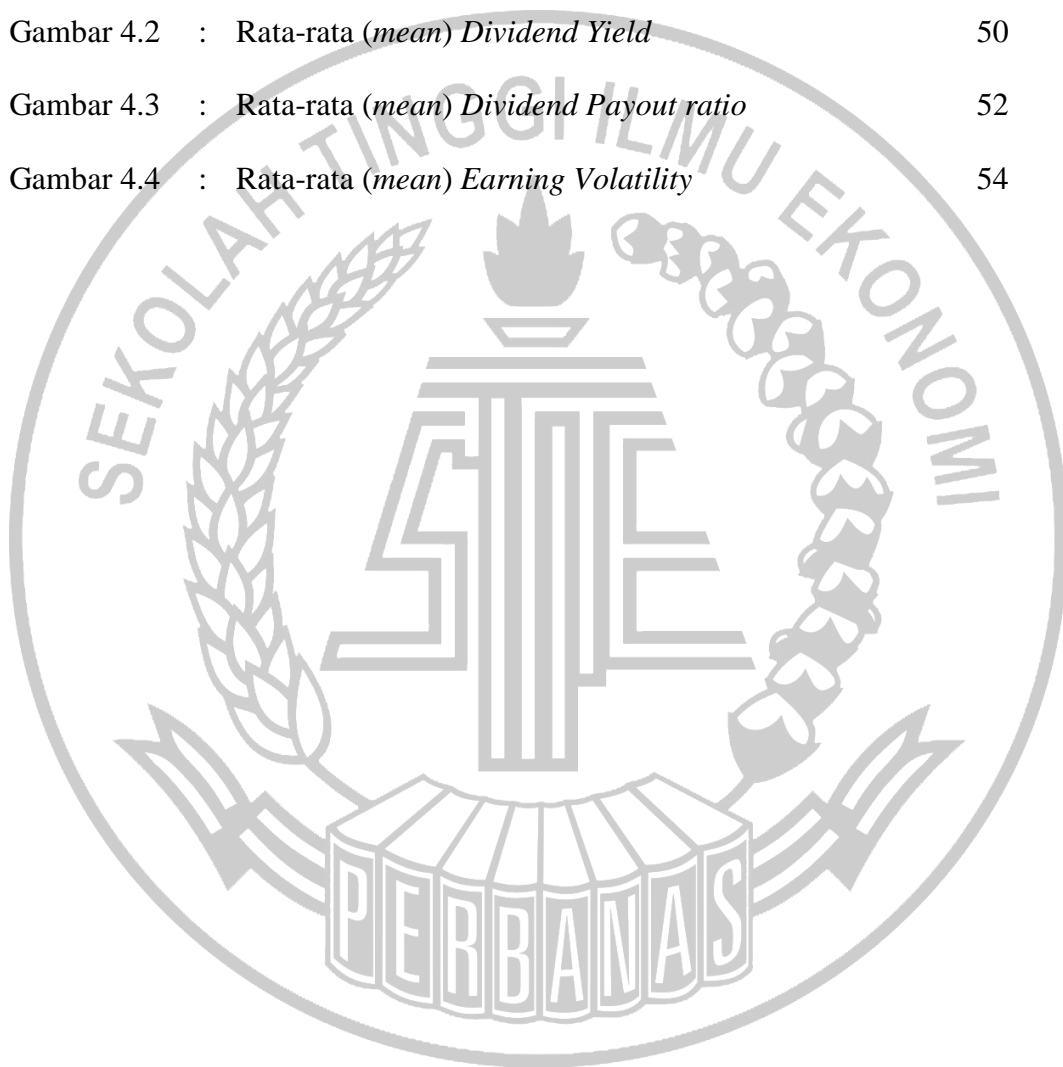 Gambar 4.2 : Rata-rata (mean) Dividend Yield 50
Gambar 4.3 : Rata-rata (mean) Dividend Payout ratio 52
Gambar 4.4 : Rata-rata (mean) Earning Volatility 54
SEKOLAH TINGGI ILMU EKONOMI
STIE
PERBANAS